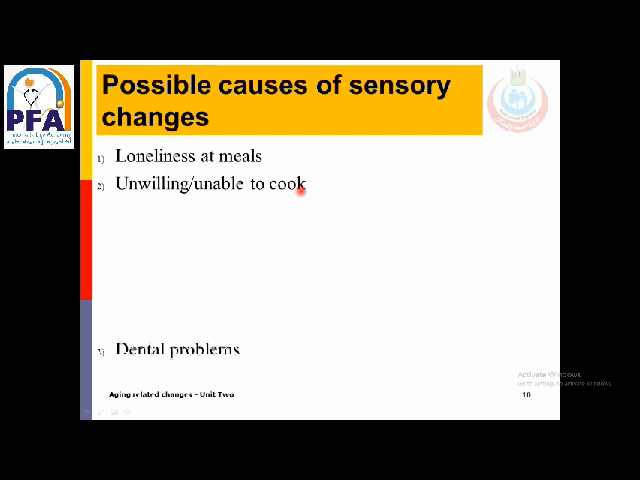 PFA
Possible causes of sensory
changes
1) Loneliness at meals
2) Unwilling/unable to cook
3) Dental problems
Activate Windows
Go to Settings to activate Windows.
Aging related changes - Unit Two
10